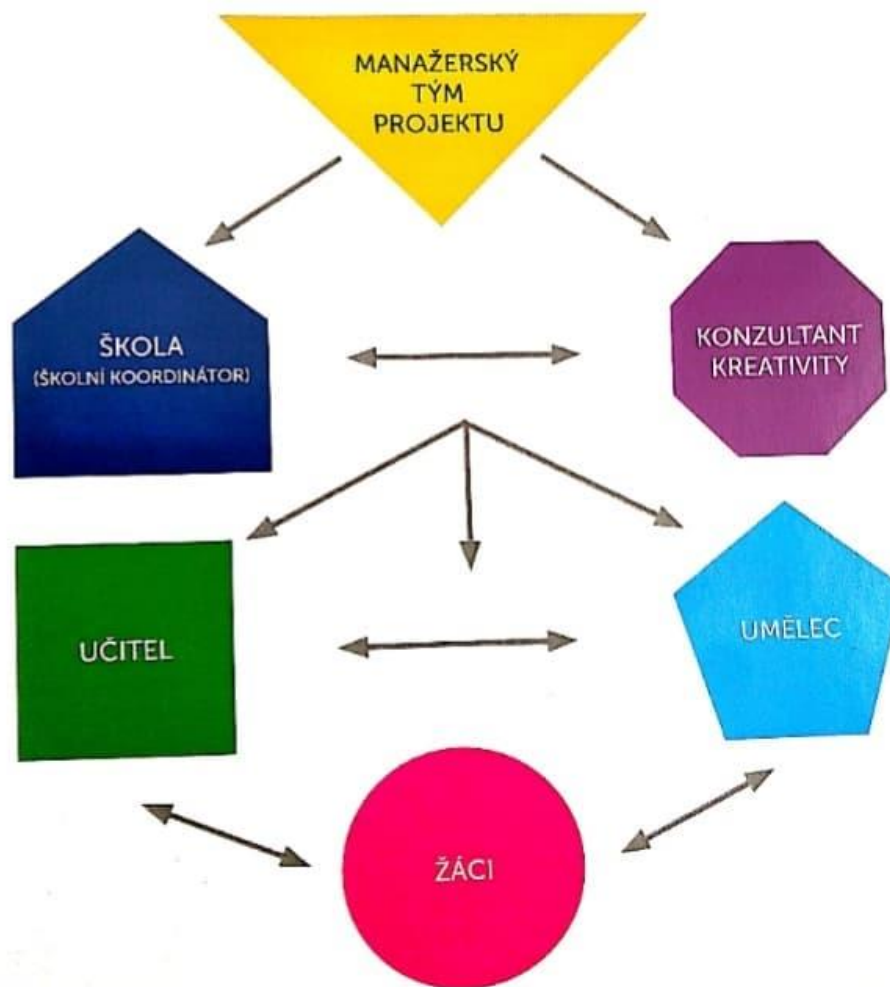 MANAŽERSKÝ
TÝM
PROJEKTU
ŠKOLA
(ŠKOLNÍ KOORDINÁTOR)
KONZULTANT
KREATIVITY
UČITEL
UMĚLEC
ŽÁCI